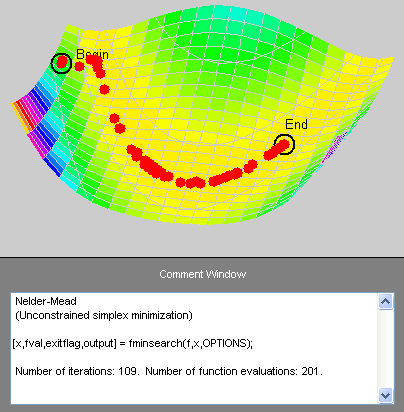 Begin
End
Comment Window
Nelder-Mead
(Unconstrained simplex minimization)
[x,fval,exitflag,output] = fminsearch(f,x,OPTIONS);
Number of iterations: 109. Number of function evaluations: 201.